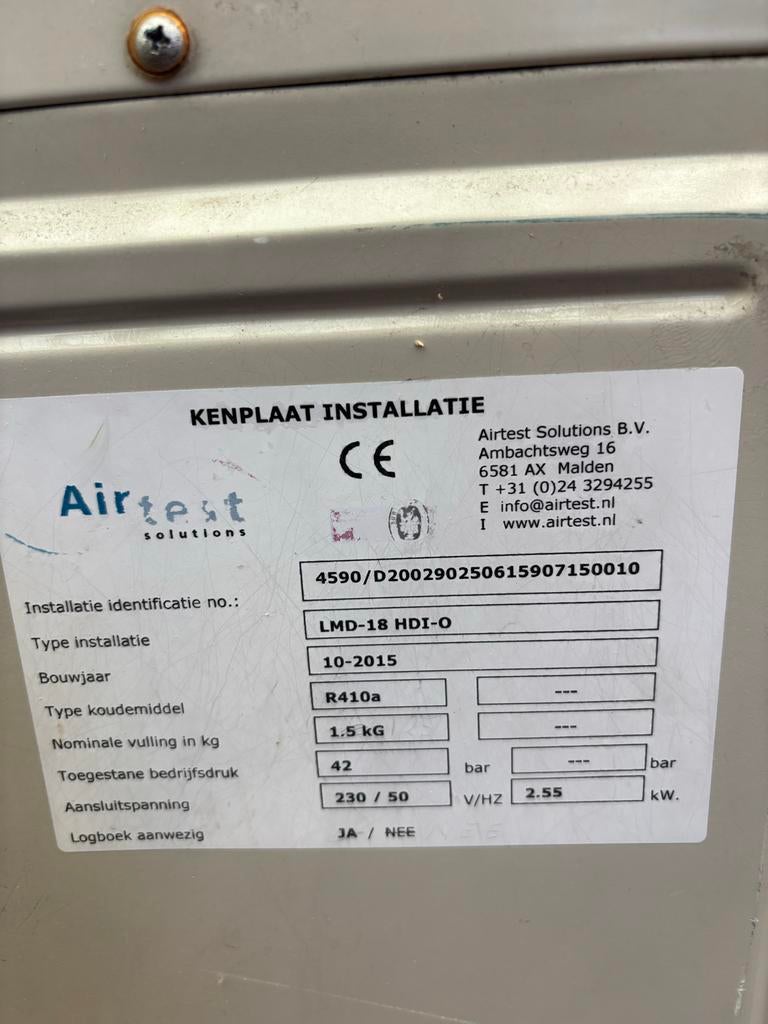 KENPLAAT INSTALLATIE
CE
Airtest
solutions
Airtest Solutions B.V.
Ambachtsweg 16
6581 AX Malden
T +31 (0)24 3294255
E info@airtest.nl
I www.airtest.nl
Installatie identificatie no.: 4590/D200290250615907150010
Type installatie LMD-18 HDI-O
Bouwjaar 10-2015
Type koudemiddel R410a ---
Nominale vulling in kg 1.5 kG ---
Toegestane bedrijfsdruk 42 bar --- bar
Aansluitspanning 230 / 50 V/HZ 2.55 kW.
Logboek aanwezig JA / NEE